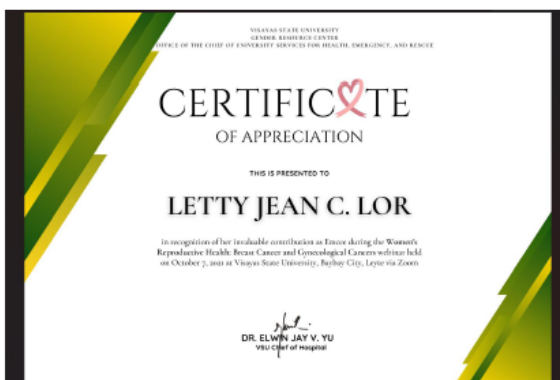 VISAYAS STATE UNIVERSITY
GENDER RESOURCE CENTER
OFFICE OF THE CHIEF OF UNIVERSITY SERVICES FOR HEALTH, EMERGENCY, AND RESCUE
CERTIFICATE
OF APPRECIATION
THIS IS PRESENTED TO
LETTY JEAN C. LOR
in recognition of her invaluable contribution as Emcee during the Women's
Reproductive Health: Breast Cancer and Gynecological Cancers webinar held
on October 7, 2021 at Visayas State University, Baybay City, Leyte via Zoom
DR. ELWIN JAY V. YU
VSU Chief of Hospital